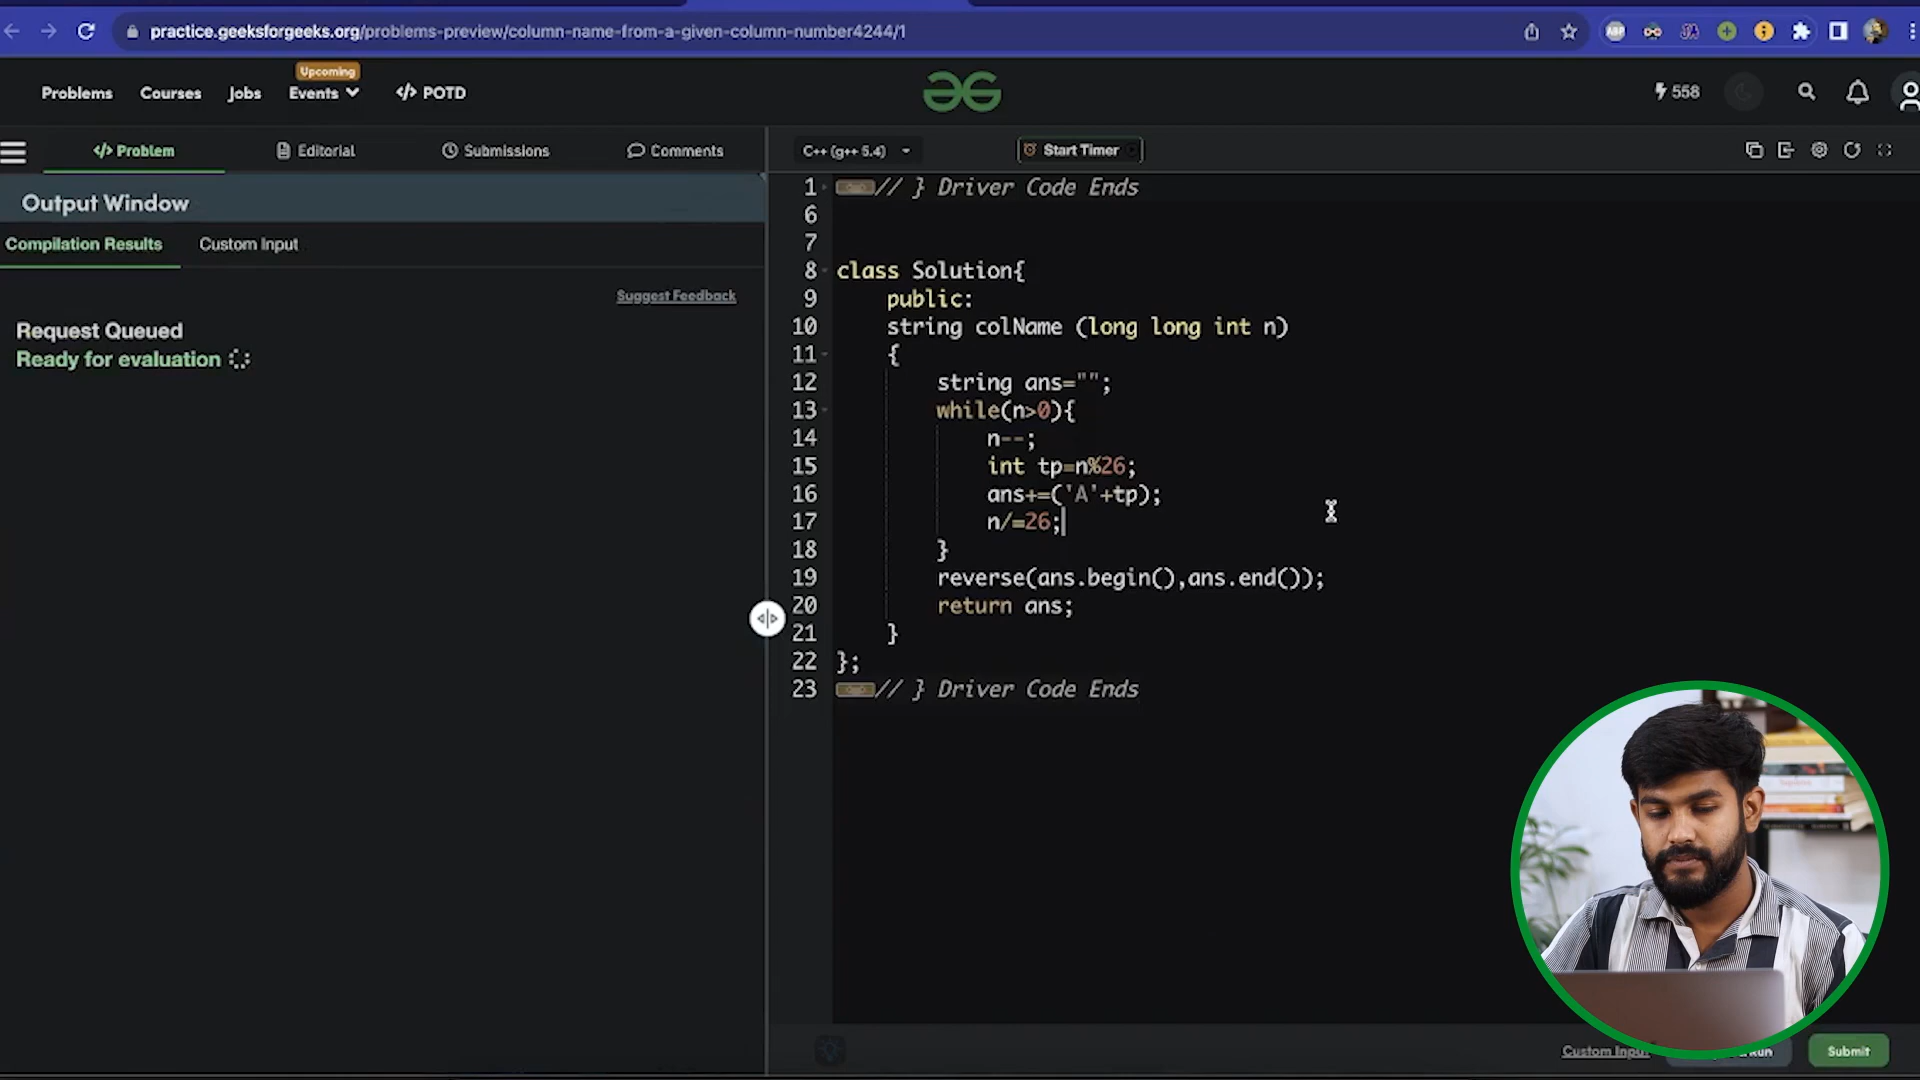 practice.geeksforgeeks.org/problems-preview/column-name-from-a-given-column-number4244/1
Upcoming
Problems Courses Jobs Events </> POTD 558
</> Problem Editorial Submissions Comments
C++ (g++ 5.4) Start Timer
Output Window
Compilation Results Custom Input
Suggest Feedback
Request Queued
Ready for evaluation
1 // } Driver Code Ends
6
7
8 class Solution{
9 public:
10 string colName (long long int n)
11 {
12 string ans="";
13 while(n>0){
14 n--;
15 int tp=n%26;
16 ans+=('A'+tp);
17 n/=26;
18 }
19 reverse(ans.begin(),ans.end());
20 return ans;
21 }
22 };
23 // } Driver Code Ends
Custom Input Run Submit